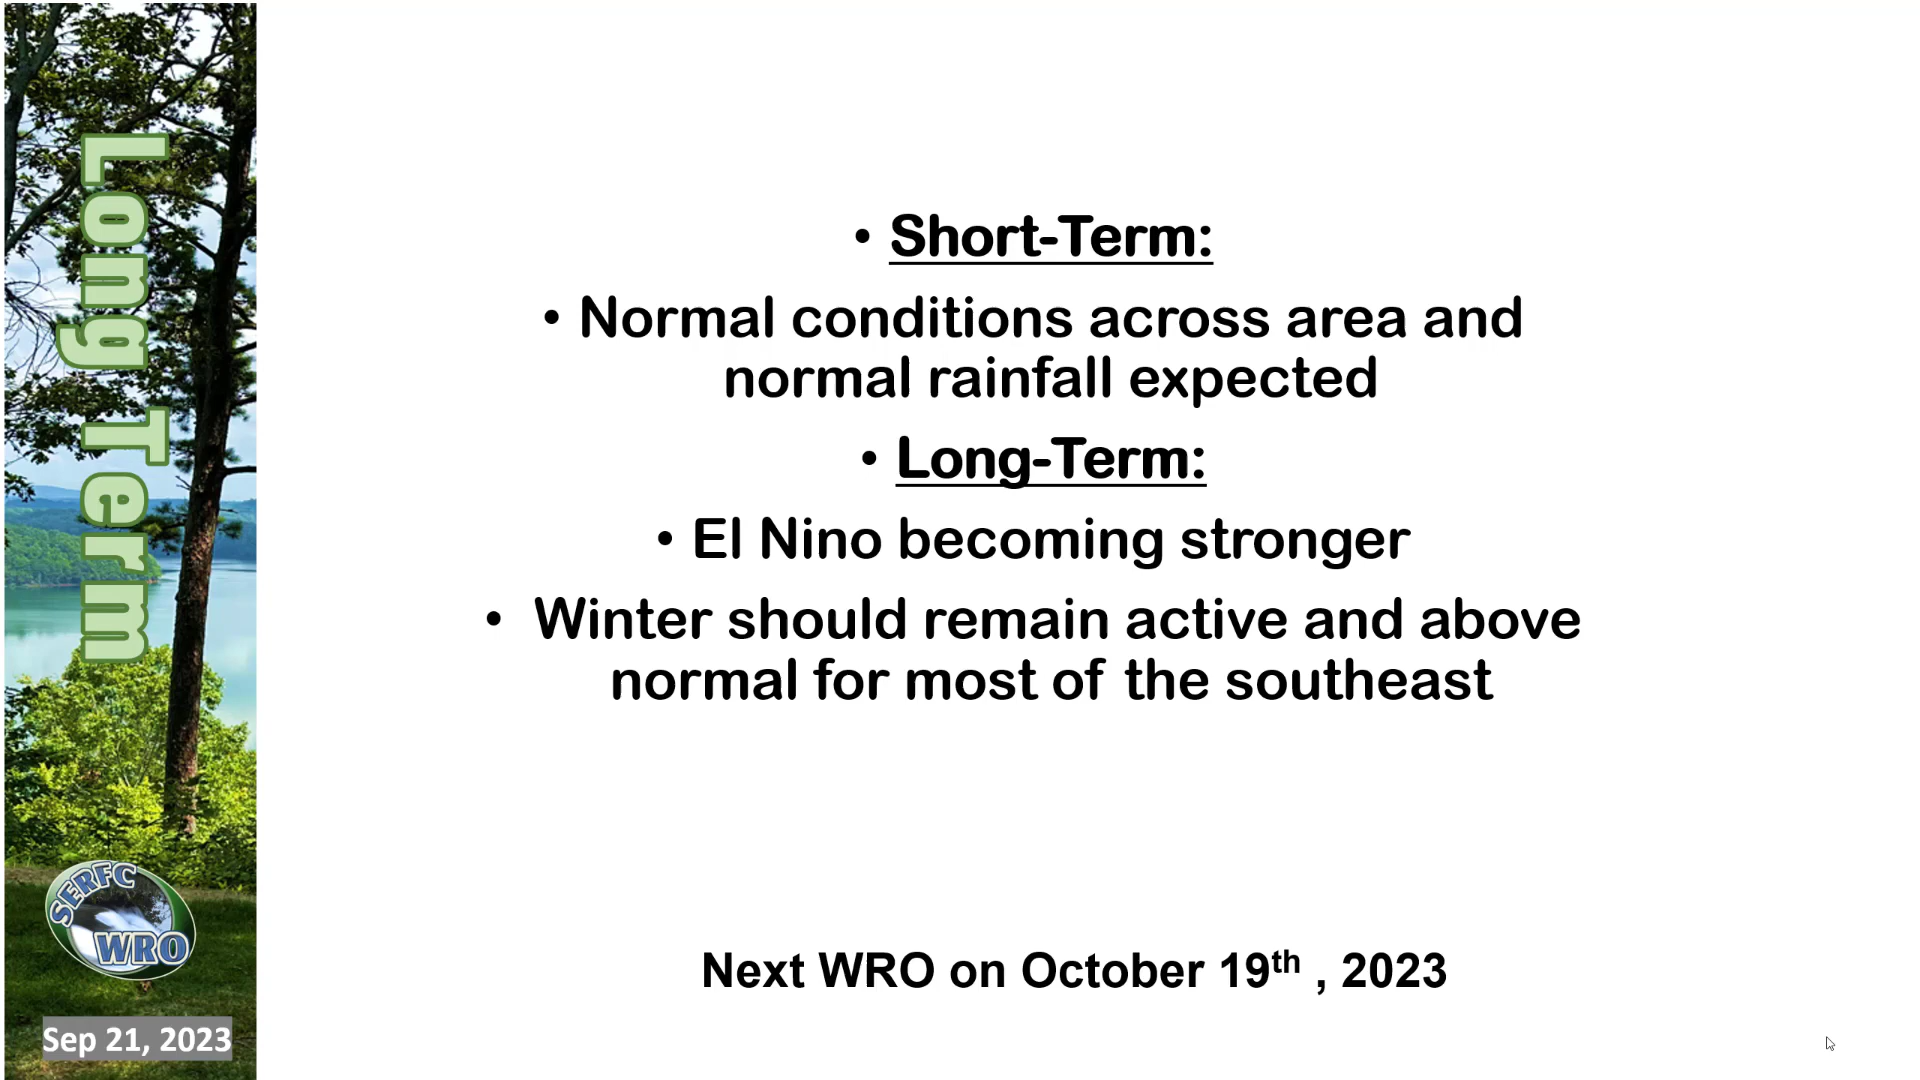 Long Term
SERFC
WRO
Sep 21, 2023
• Short-Term:
• Normal conditions across area and
normal rainfall expected
• Long-Term:
• El Nino becoming stronger
• Winter should remain active and above
normal for most of the southeast
Next WRO on October 19th , 2023